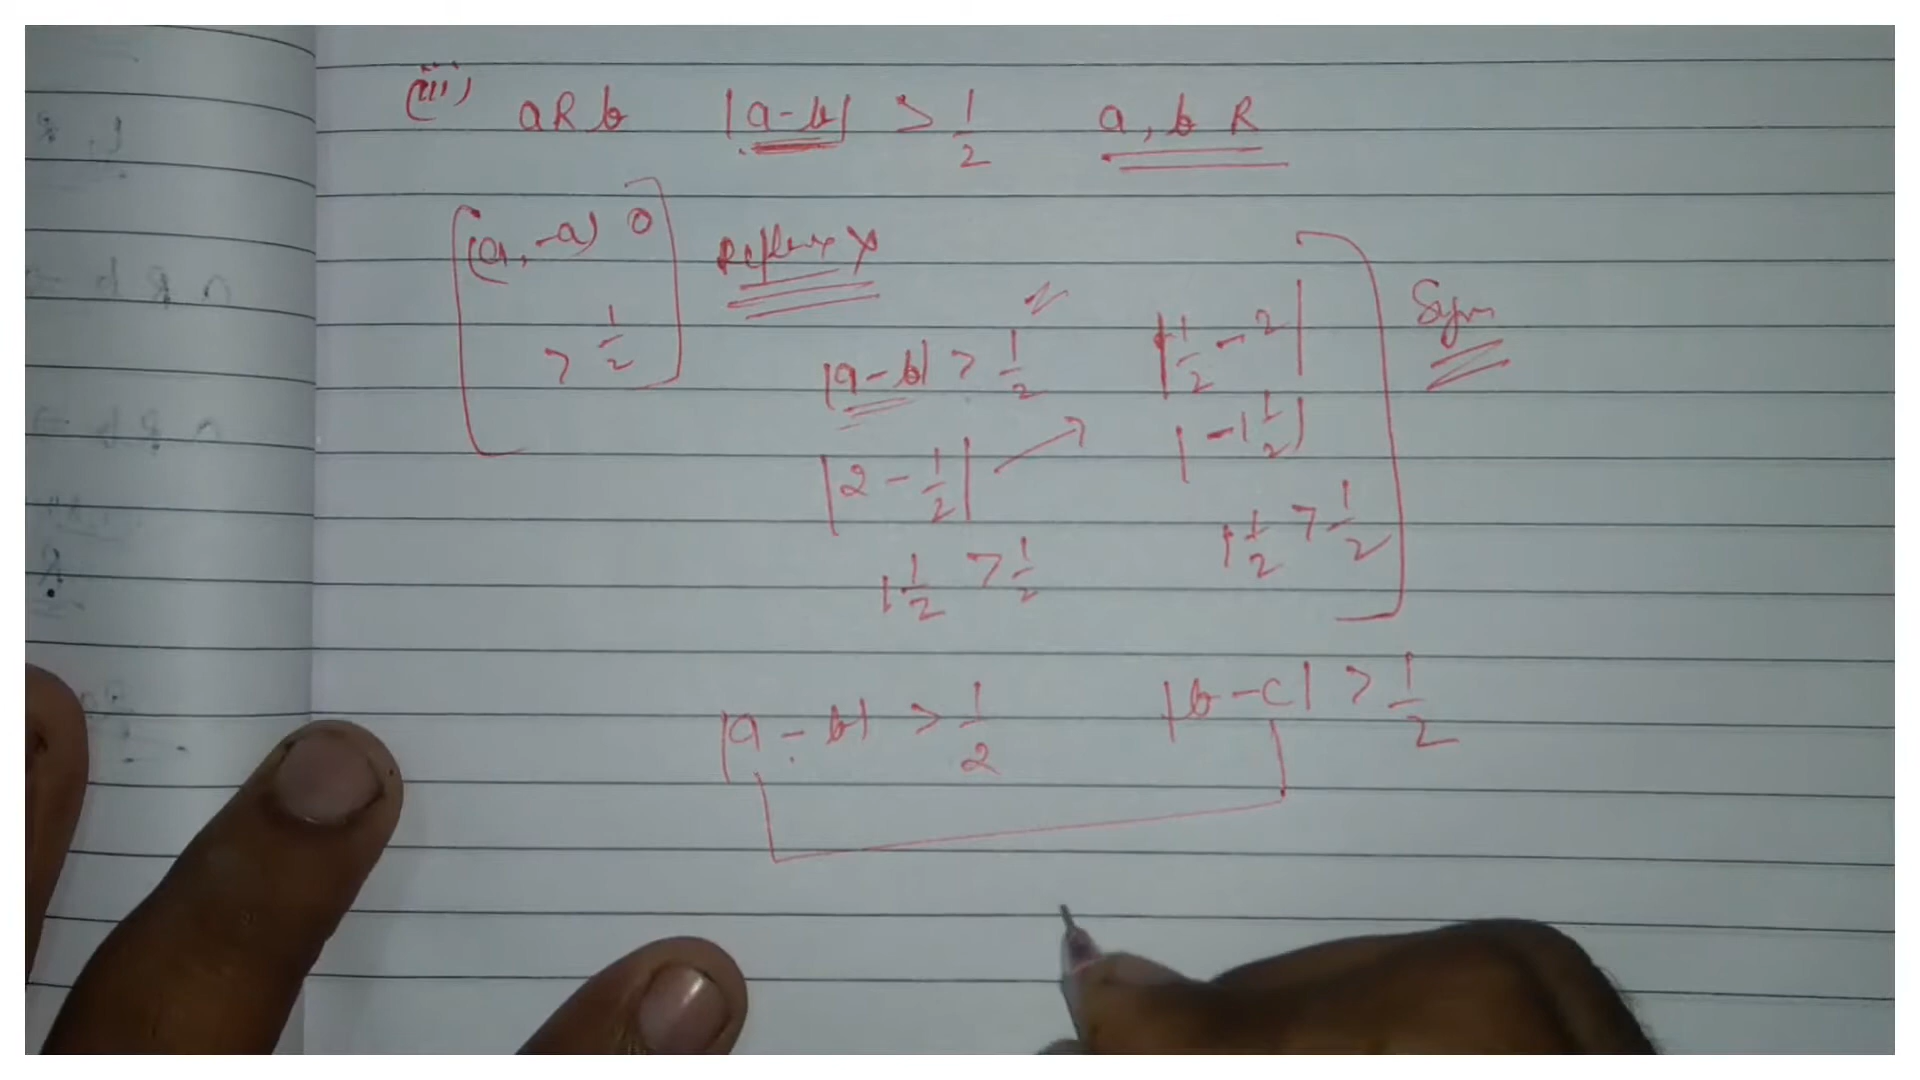 (iii) aRb |a-b| > 1/2 a, b R
(a, -a) 0
> 1/2
Reflex X
|a-b| > 1/2
|2 - 1/2|
1 1/2 > 1/2
|1/2 - 2|
|-1 1/2|
1 1/2 > 1/2
Sym
|a-b| > 1/2 |b-c| > 1/2